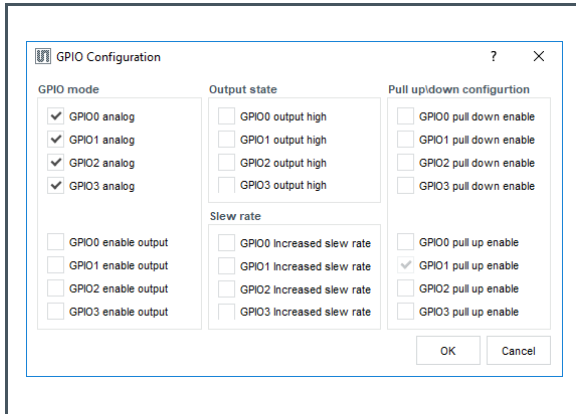 GPIO Configuration
?
GPIO mode
GPIO0 analog
GPIO1 analog
GPIO2 analog
GPIO3 analog
GPIO0 enable output
GPIO1 enable output
GPIO2 enable output
GPIO3 enable output
Output state
GPIO0 output high
GPIO1 output high
GPIO2 output high
GPIO3 output high
Slew rate
GPIO0 Increased slew rate
GPIO1 Increased slew rate
GPIO2 Increased slew rate
GPIO3 Increased slew rate
Pull up\down configurtion
GPIO0 pull down enable
GPIO1 pull down enable
GPIO2 pull down enable
GPIO3 pull down enable
GPIO0 pull up enable
GPIO1 pull up enable
GPIO2 pull up enable
GPIO3 pull up enable
OK
Cancel